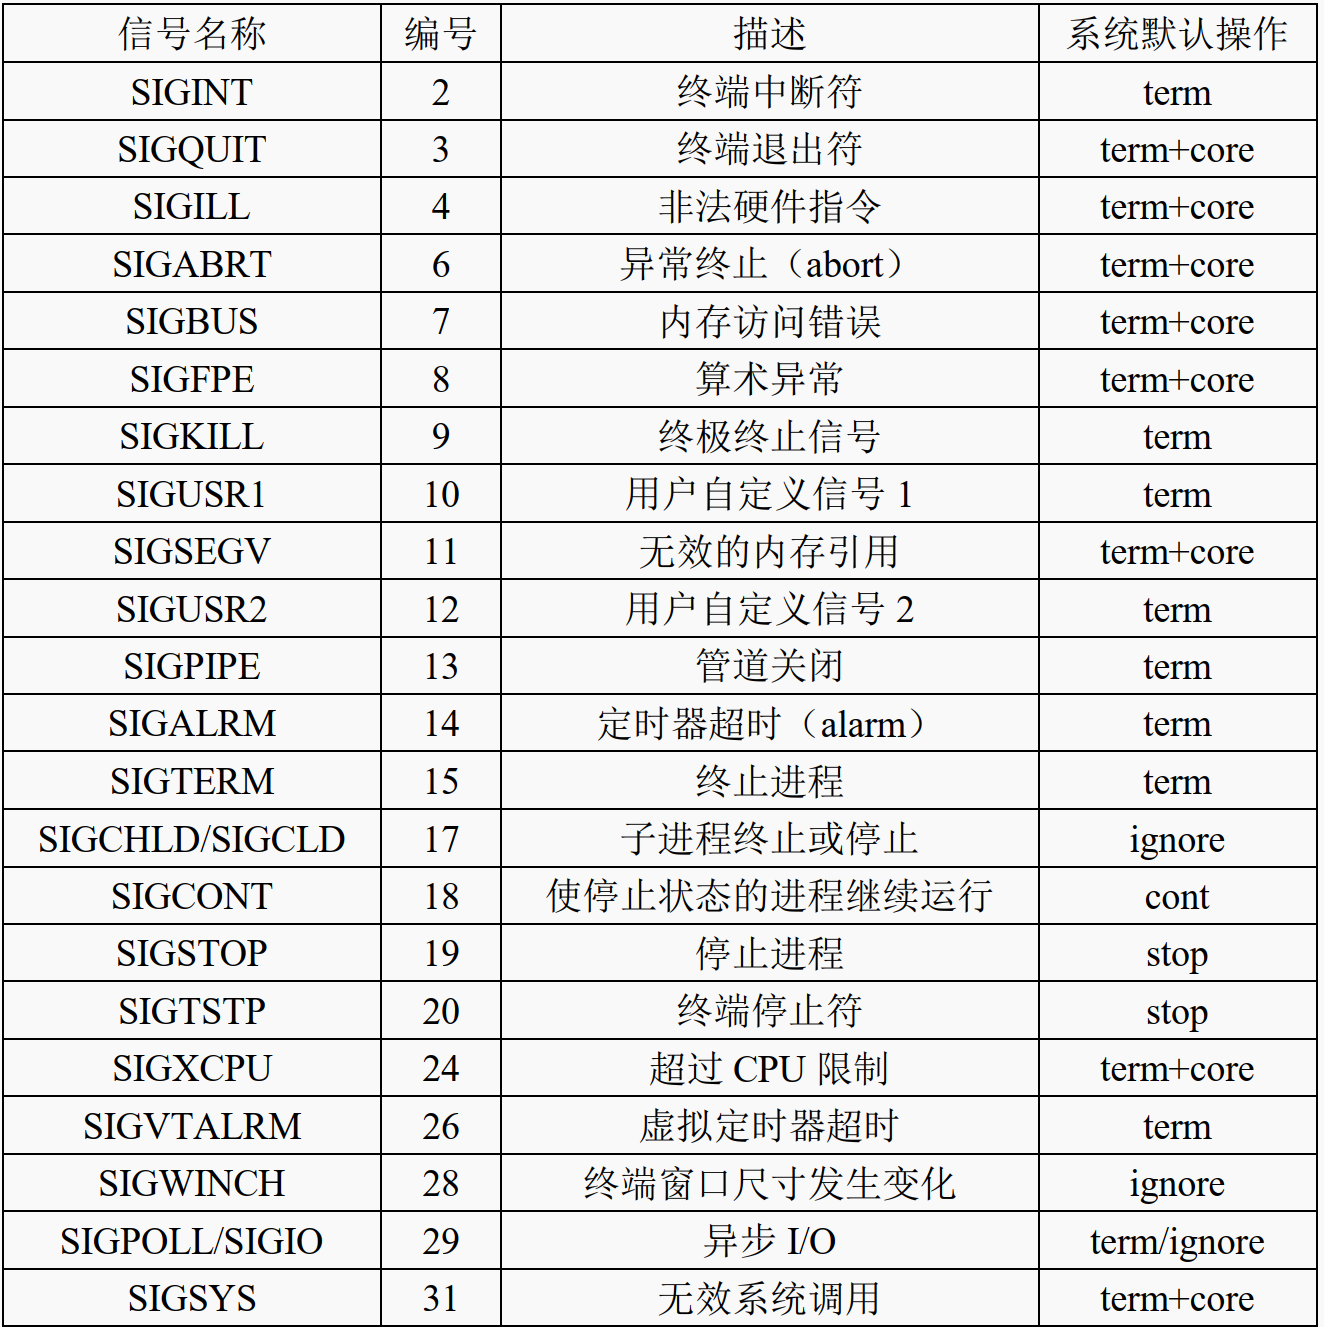 信号名称 编号 描述 系统默认操作
SIGINT 2 终端中断符 term
SIGQUIT 3 终端退出符 term+core
SIGILL 4 非法硬件指令 term+core
SIGABRT 6 异常终止（abort） term+core
SIGBUS 7 内存访问错误 term+core
SIGFPE 8 算术异常 term+core
SIGKILL 9 终极终止信号 term
SIGUSR1 10 用户自定义信号 1 term
SIGSEGV 11 无效的内存引用 term+core
SIGUSR2 12 用户自定义信号 2 term
SIGPIPE 13 管道关闭 term
SIGALRM 14 定时器超时（alarm） term
SIGTERM 15 终止进程 term
SIGCHLD/SIGCLD 17 子进程终止或停止 ignore
SIGCONT 18 使停止状态的进程继续运行 cont
SIGSTOP 19 停止进程 stop
SIGTSTP 20 终端停止符 stop
SIGXCPU 24 超过 CPU 限制 term+core
SIGVTALRM 26 虚拟定时器超时 term
SIGWINCH 28 终端窗口尺寸发生变化 ignore
SIGPOLL/SIGIO 29 异步 I/O term/ignore
SIGSYS 31 无效系统调用 term+core